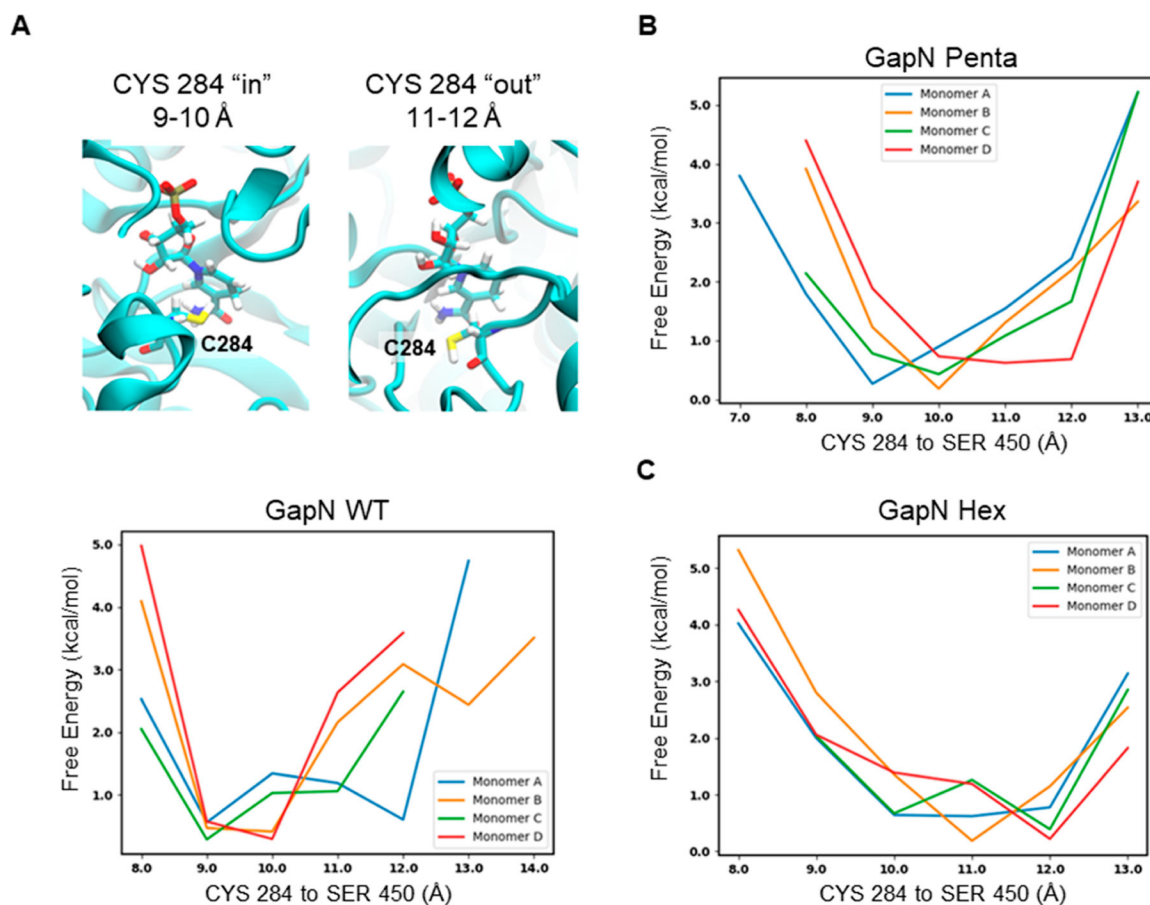 A
CYS 284 “in”
9-10 Å
CYS 284 “out”
11-12 Å
C284
C284
B
GapN Penta
Monomer A
Monomer B
Monomer C
Monomer D
Free Energy (kcal/mol)
5.0
4.0
3.0
2.0
1.0
0.0
7.0 8.0 9.0 10.0 11.0 12.0 13.0
CYS 284 to SER 450 (Å)
GapN WT
Free Energy (kcal/mol)
5.0
4.0
3.0
2.0
1.0
Monomer A
Monomer B
Monomer C
Monomer D
8.0 9.0 10.0 11.0 12.0 13.0 14.0
CYS 284 to SER 450 (Å)
C
GapN Hex
Monomer A
Monomer B
Monomer C
Monomer D
Free Energy (kcal/mol)
5.0
4.0
3.0
2.0
1.0
0.0
8.0 9.0 10.0 11.0 12.0 13.0
CYS 284 to SER 450 (Å)